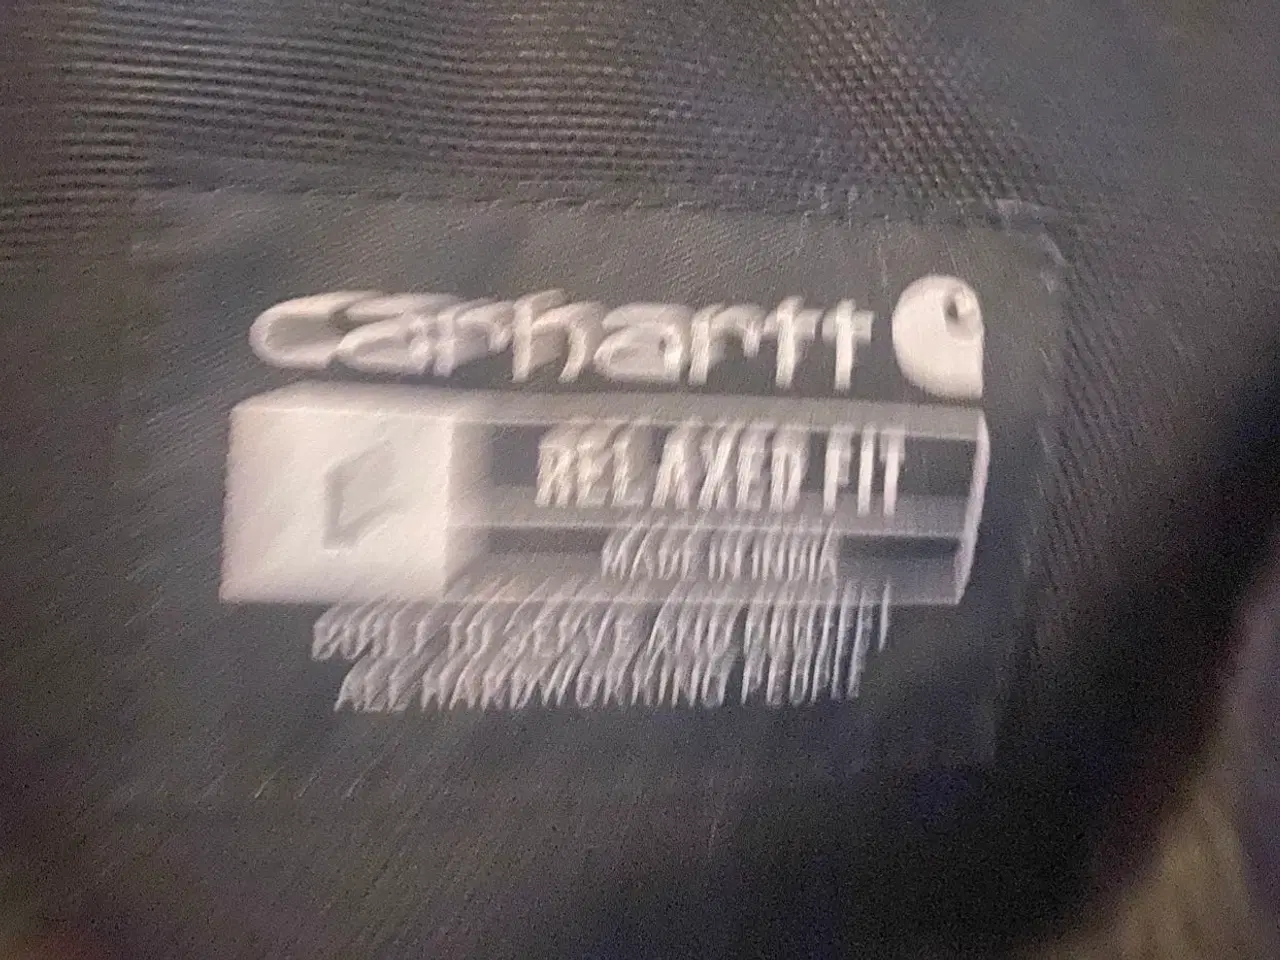 carhartt
L
RELAXED FIT
MADE IN INDIA
BUILT TO SERVE AND PROTECT
ALL HARDWORKING PEOPLE